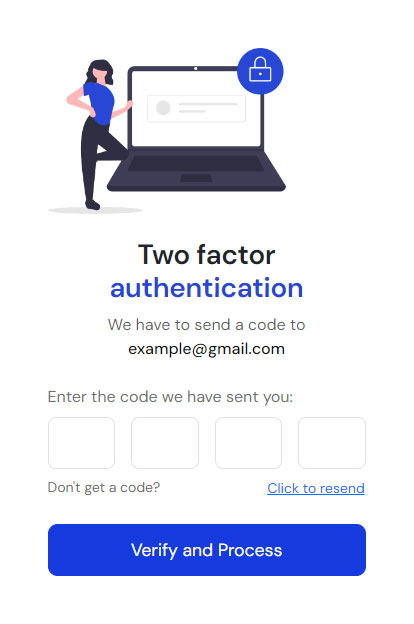 Two factor
authentication
We have to send a code to
example@gmail.com
Enter the code we have sent you:
Don't get a code? Click to resend
Verify and Process